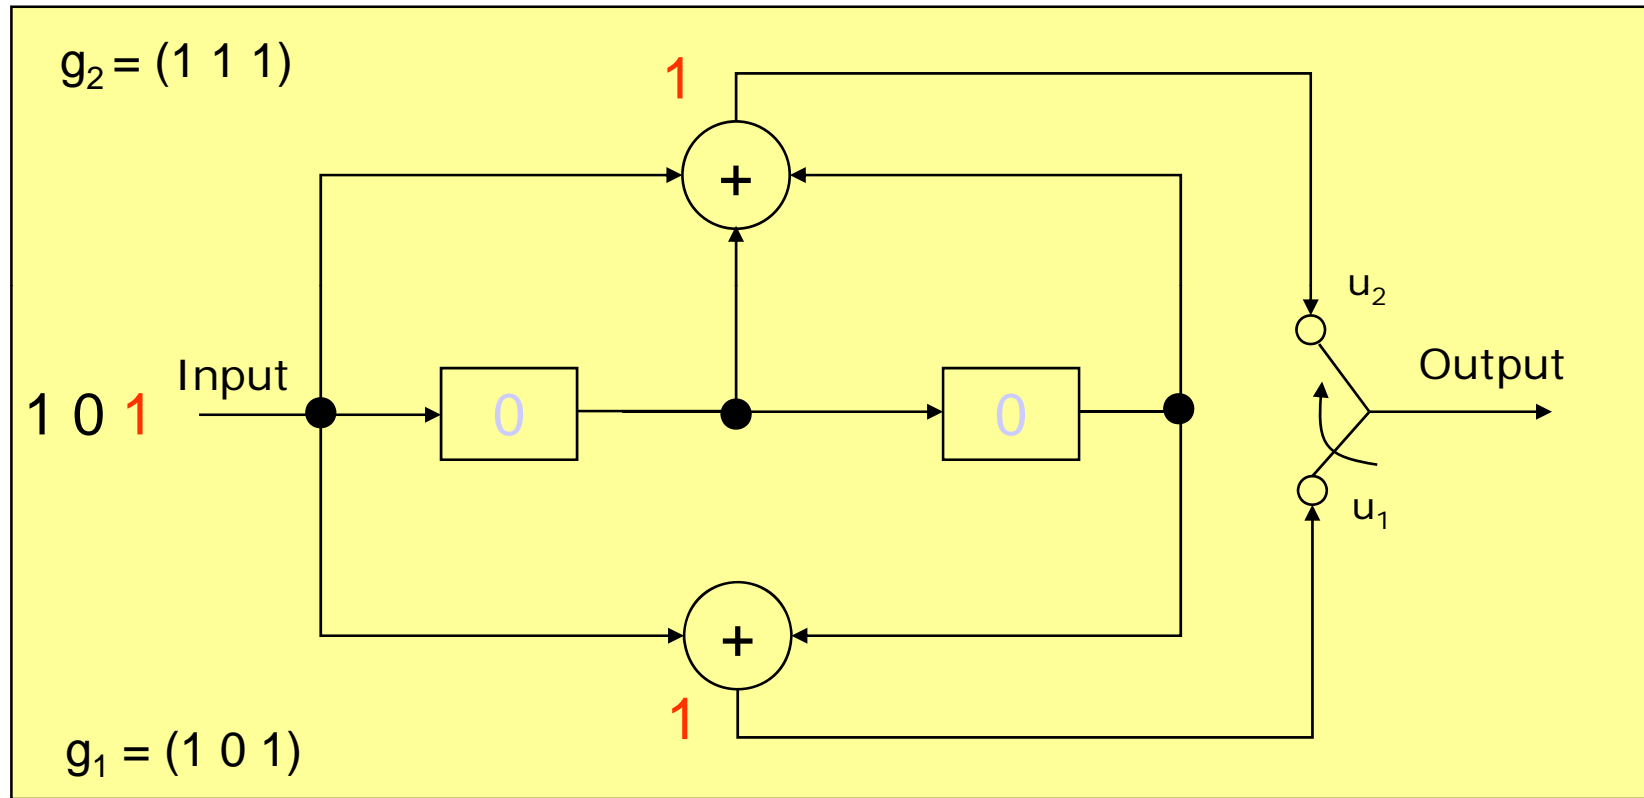 g₂ = (1 1 1)
1
+
u₂
Input
Output
1 0 1
0
0
u₁
+
1
g₁ = (1 0 1)